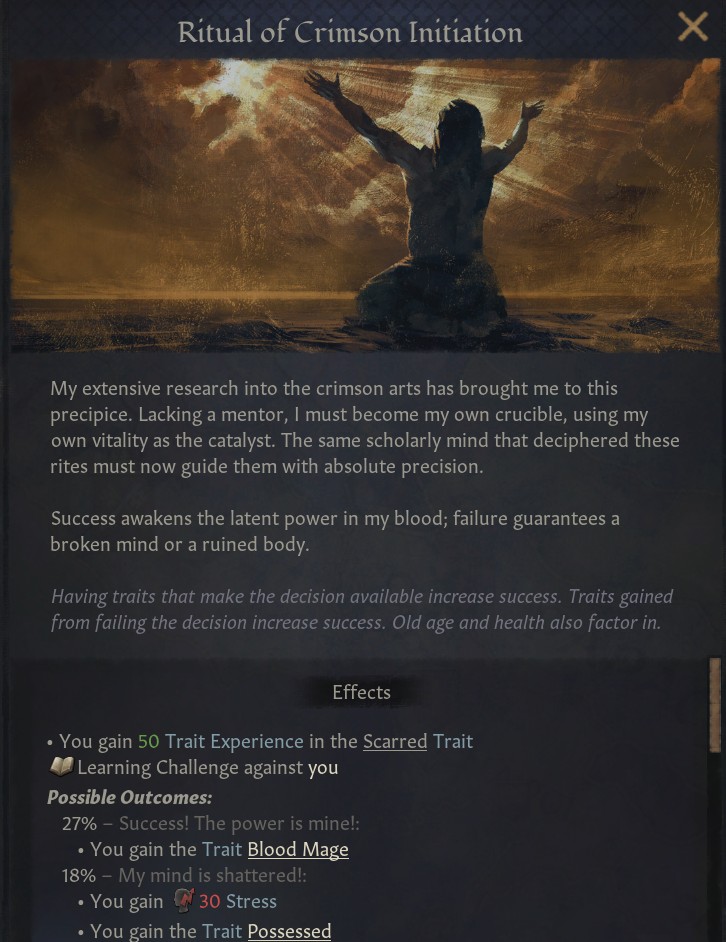 Ritual of Crimson Initiation
My extensive research into the crimson arts has brought me to this
precipice. Lacking a mentor, I must become my own crucible, using my
own vitality as the catalyst. The same scholarly mind that deciphered these
rites must now guide them with absolute precision.
Success awakens the latent power in my blood; failure guarantees a
broken mind or a ruined body.
Having traits that make the decision available increase success. Traits gained
from failing the decision increase success. Old age and health also factor in.
Effects
• You gain 50 Trait Experience in the Scarred Trait
Learning Challenge against you
Possible Outcomes:
27% – Success! The power is mine!:
• You gain the Trait Blood Mage
18% – My mind is shattered!:
• You gain 30 Stress
• You gain the Trait Possessed